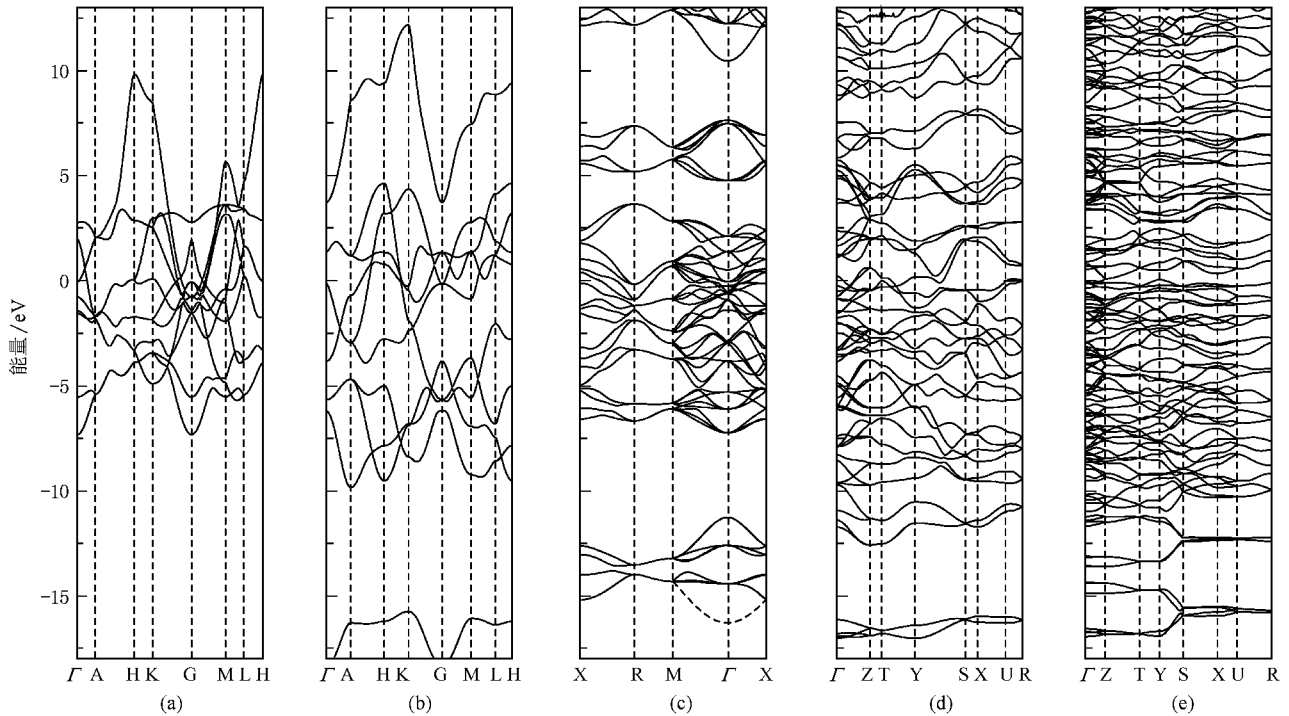 10
5
0
−5
−10
−15
能量/eV
Γ A H K G M L H
Γ A H K G M L H
X R M Γ X
Γ Z T Y S X U R
Γ Z T Y S X U R
(a) (b) (c) (d) (e)